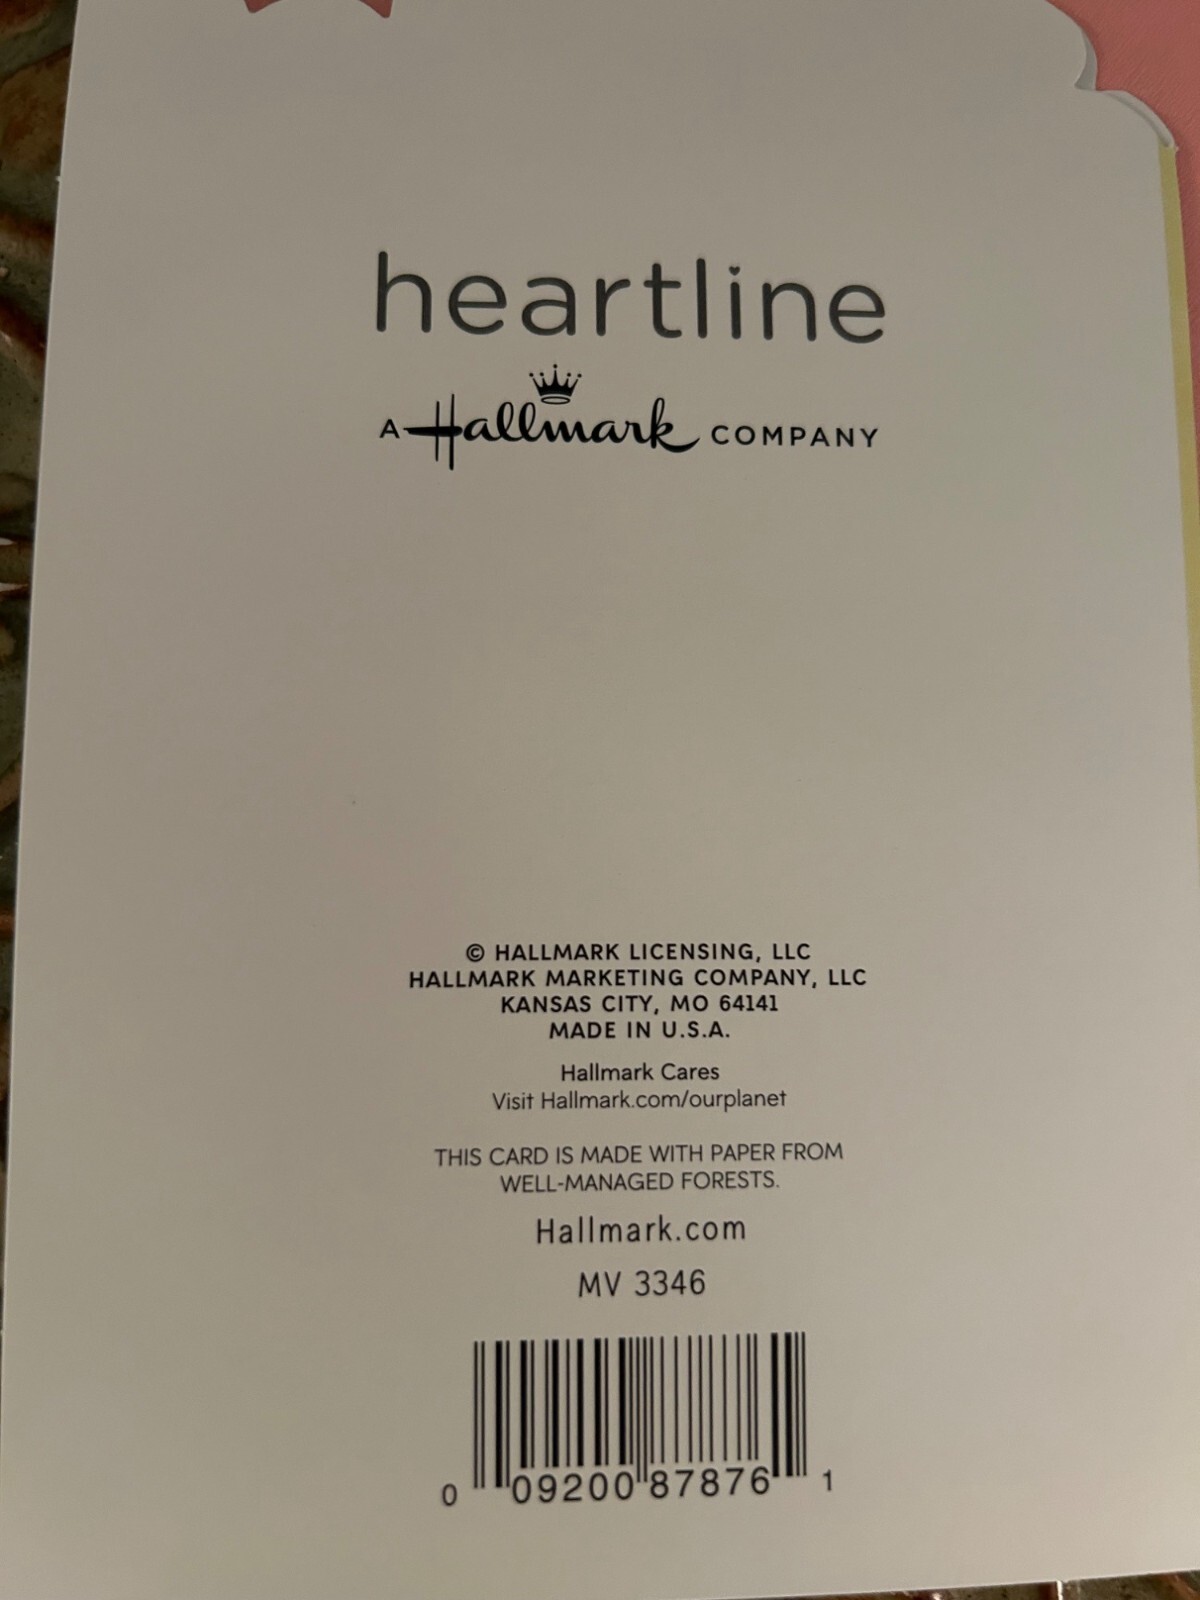 heartline
A Hallmark COMPANY
© HALLMARK LICENSING, LLC
HALLMARK MARKETING COMPANY, LLC
KANSAS CITY, MO 64141
MADE IN U.S.A.
Hallmark Cares
Visit Hallmark.com/ourplanet
THIS CARD IS MADE WITH PAPER FROM
WELL-MANAGED FORESTS.
Hallmark.com
MV 3346
0 09200 87876 1